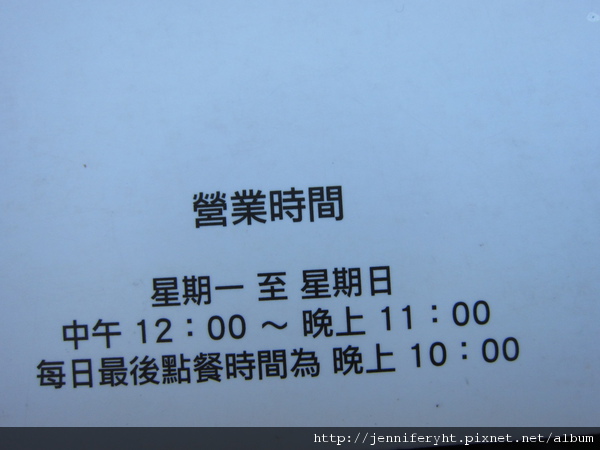 營業時間
星期一 至 星期日
中午 12：00 ～ 晚上 11：00
每日最後點餐時間為 晚上 10：00
http://jenniferyht.pixnet.net/album